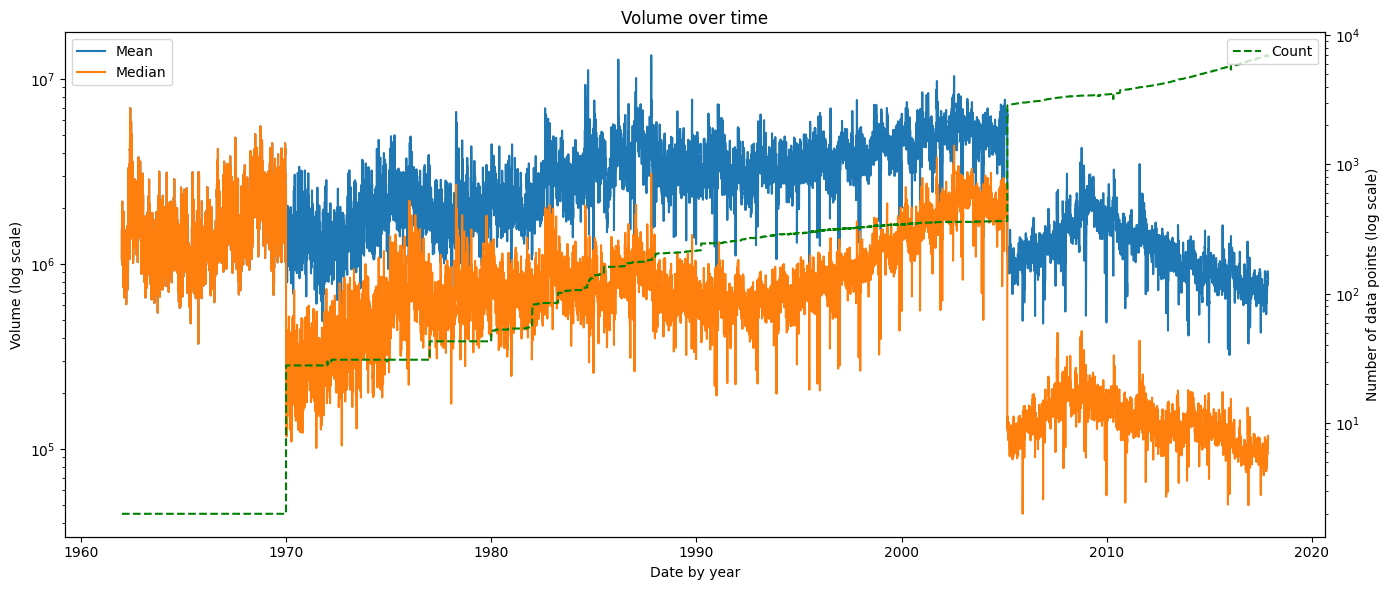 Volume over time
Mean
Median
Count
Volume (log scale)
10^7
10^6
10^5
10^4
10^3
10^2
10^1
Number of data points (log scale)
1960 1970 1980 1990 2000 2010 2020
Date by year